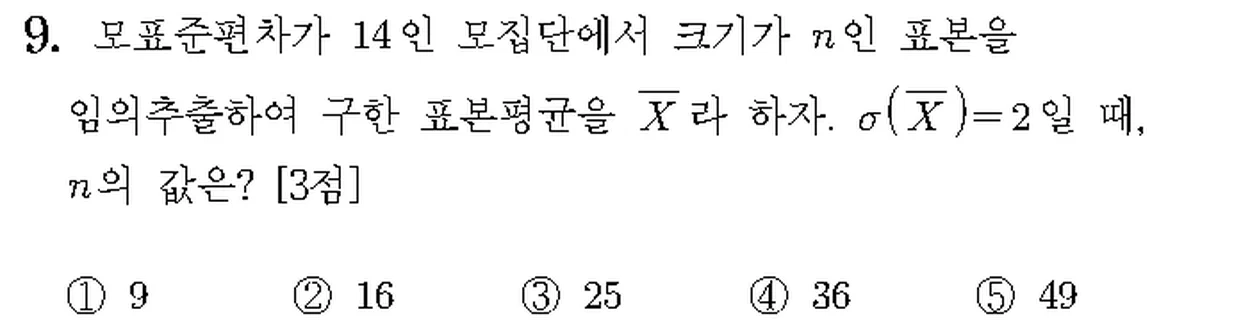 9. 모표준편차가 14인 모집단에서 크기가 n인 표본을
임의추출하여 구한 표본평균을 X̅라 하자. σ(X̅)=2일 때,
n의 값은? [3점]
① 9 ② 16 ③ 25 ④ 36 ⑤ 49